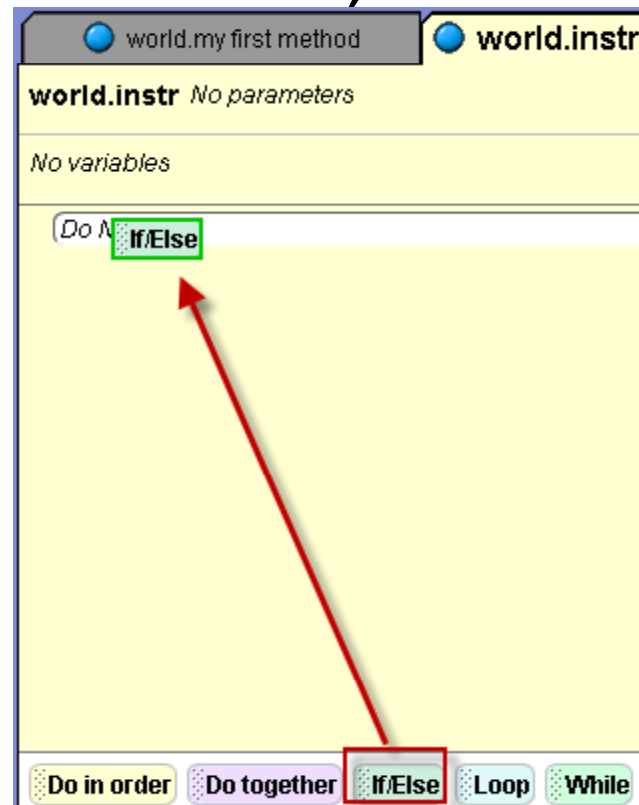 world.my first method world.instr
world.instr No parameters
No variables
(Do If/Else
Do in order Do together If/Else Loop While